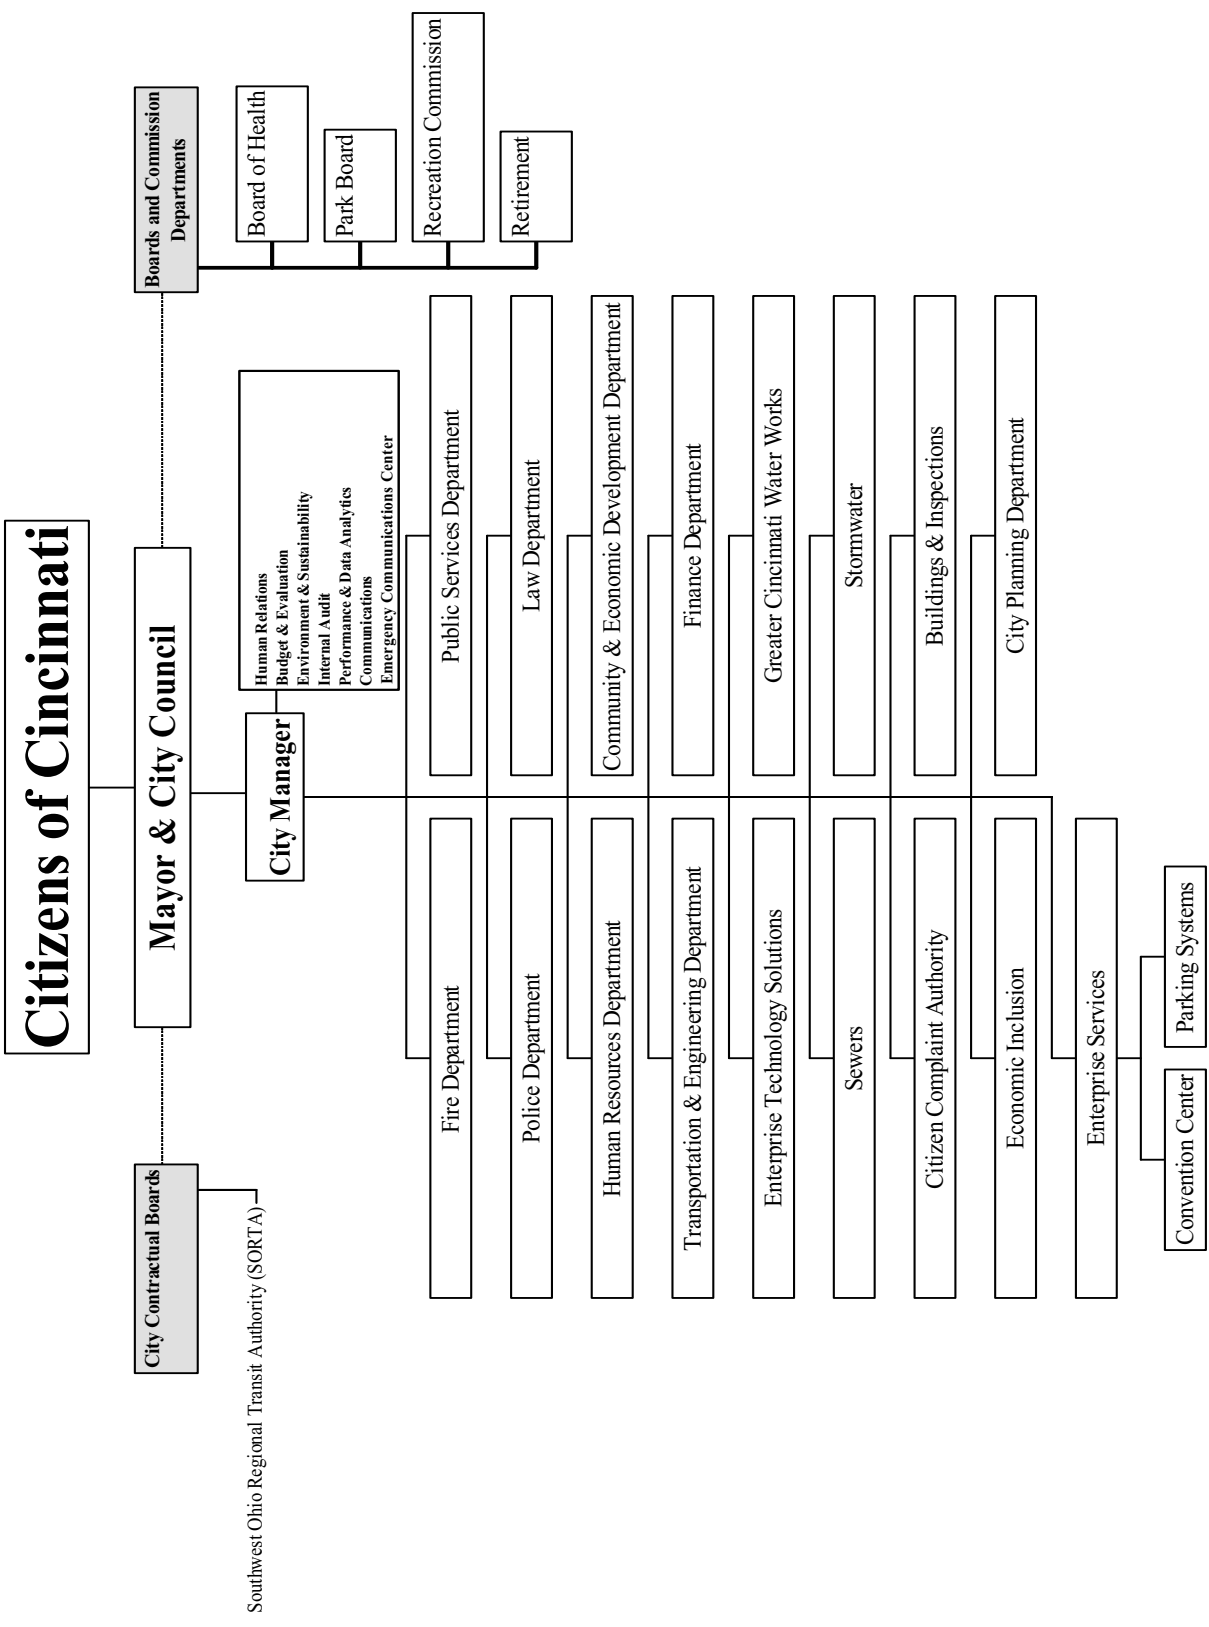 Citizens of Cincinnati
City Contractual Boards
Mayor & City Council
Boards and Commission
Departments
Southwest Ohio Regional Transit Authority (SORTA)
City Manager
Human Relations
Budget & Evaluation
Environment & Sustainability
Internal Audit
Performance & Data Analytics
Communications
Emergency Communications Center
Board of Health
Park Board
Recreation Commission
Retirement
Fire Department
Public Services Department
Police Department
Law Department
Human Resources Department
Community & Economic Development Department
Transportation & Engineering Department
Finance Department
Enterprise Technology Solutions
Greater Cincinnati Water Works
Sewers
Stormwater
Citizen Complaint Authority
Buildings & Inspections
Economic Inclusion
City Planning Department
Enterprise Services
Convention Center
Parking Systems